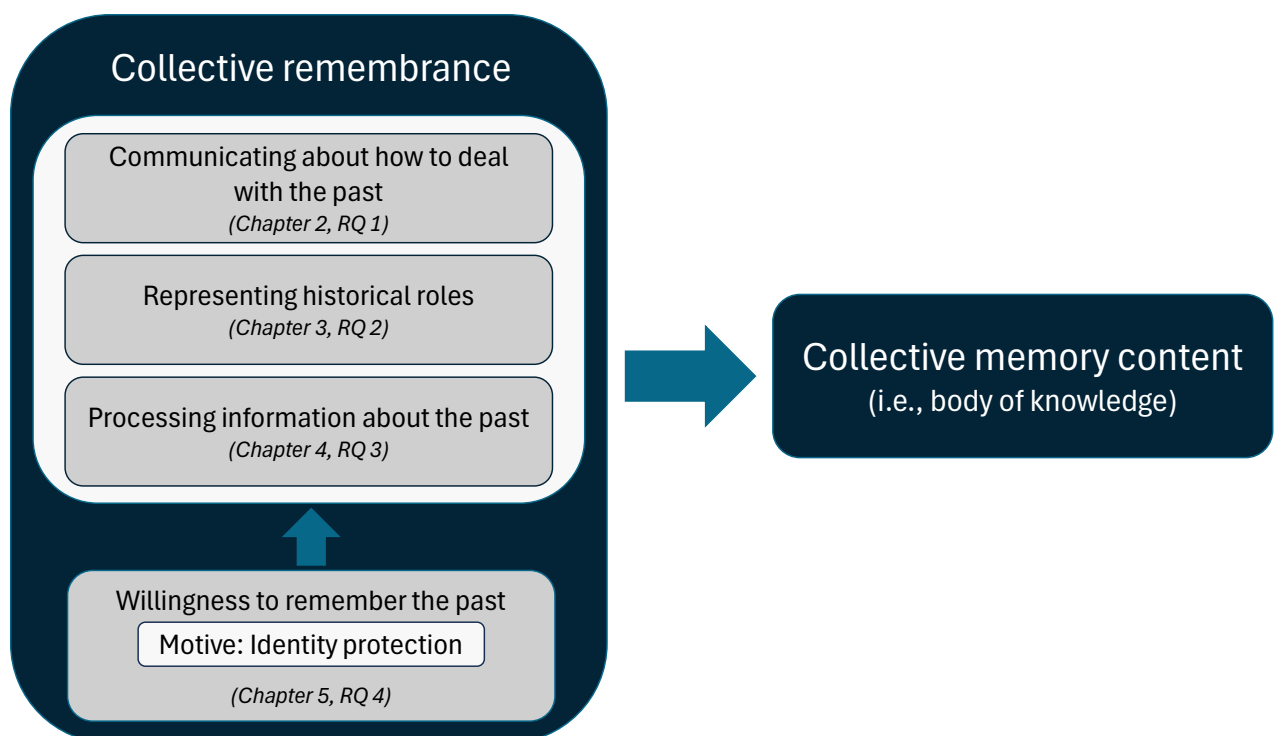 Collective remembrance
Communicating about how to deal
with the past
(Chapter 2, RQ 1)
Representing historical roles
(Chapter 3, RQ 2)
Processing information about the past
(Chapter 4, RQ 3)
Willingness to remember the past
Motive: Identity protection
(Chapter 5, RQ 4)
Collective memory content
(i.e., body of knowledge)